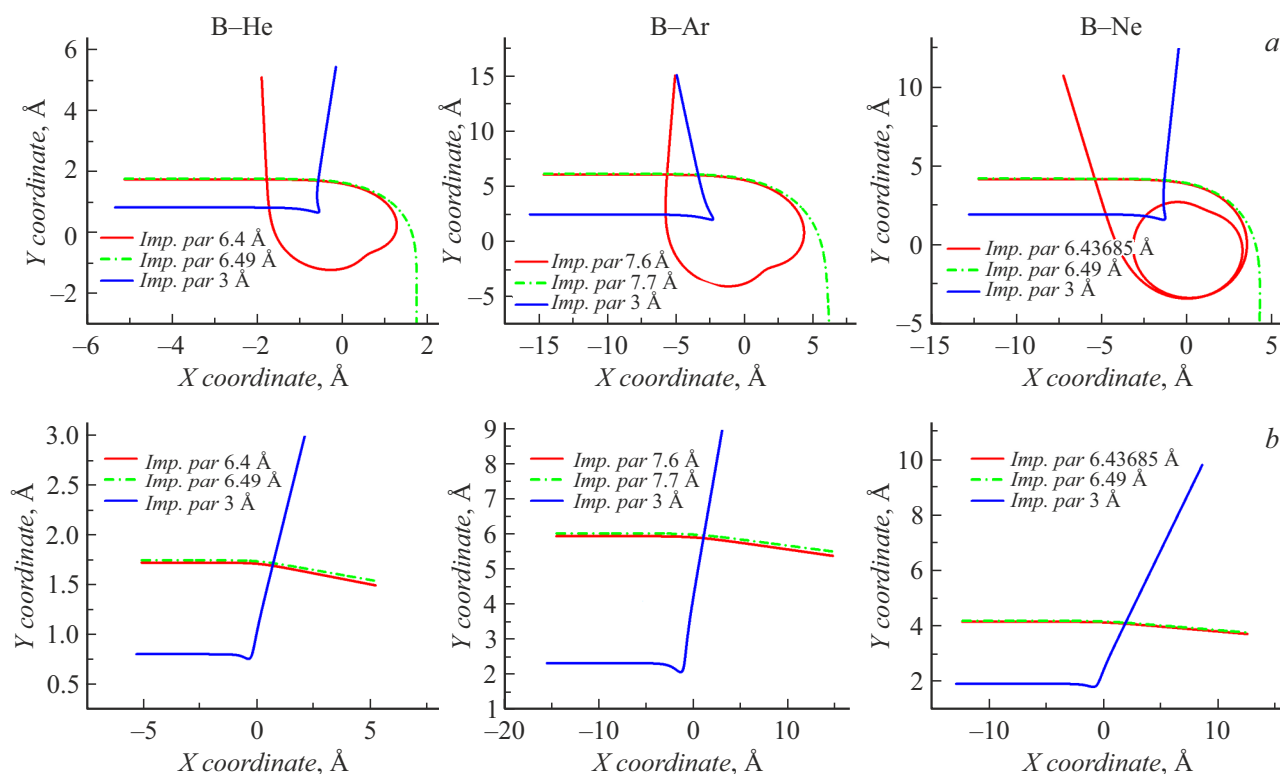 B–He
B–Ar
B–Ne
a
Y coordinate, Å
6
4
2
0
–2
Imp. par 6.4 Å
Imp. par 6.49 Å
Imp. par 3 Å
–6
–4
–2
0
2
X coordinate, Å
Y coordinate, Å
15
10
5
0
–5
Imp. par 7.6 Å
Imp. par 7.7 Å
Imp. par 3 Å
–15
–10
–5
0
5
X coordinate, Å
Y coordinate, Å
10
5
0
–5
Imp. par 6.43685 Å
Imp. par 6.49 Å
Imp. par 3 Å
–15
–10
–5
0
5
X coordinate, Å
b
Y coordinate, Å
3.0
2.5
2.0
1.5
1.0
0.5
Imp. par 6.4 Å
Imp. par 6.49 Å
Imp. par 3 Å
–5
0
5
X coordinate, Å
Y coordinate, Å
9
8
7
6
5
4
3
2
1
Imp. par 7.6 Å
Imp. par 7.7 Å
Imp. par 3 Å
–20
–10
0
10
X coordinate, Å
Y coordinate, Å
10
8
6
4
2
Imp. par 6.43685 Å
Imp. par 6.49 Å
Imp. par 3 Å
–10
0
10
X coordinate, Å